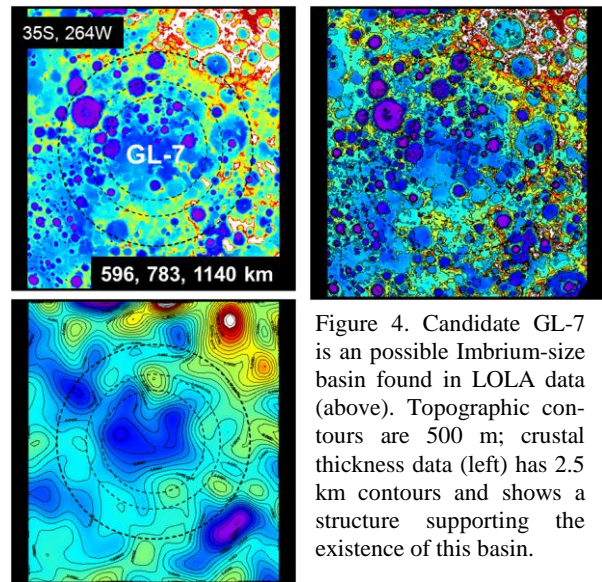 35S, 264W
GL-7
596, 783, 1140 km
Figure 4. Candidate GL-7
is an possible Imbrium-size
basin found in LOLA data
(above). Topographic con-
tours are 500 m; crustal
thickness data (left) has 2.5
km contours and shows a
structure supporting the
existence of this basin.